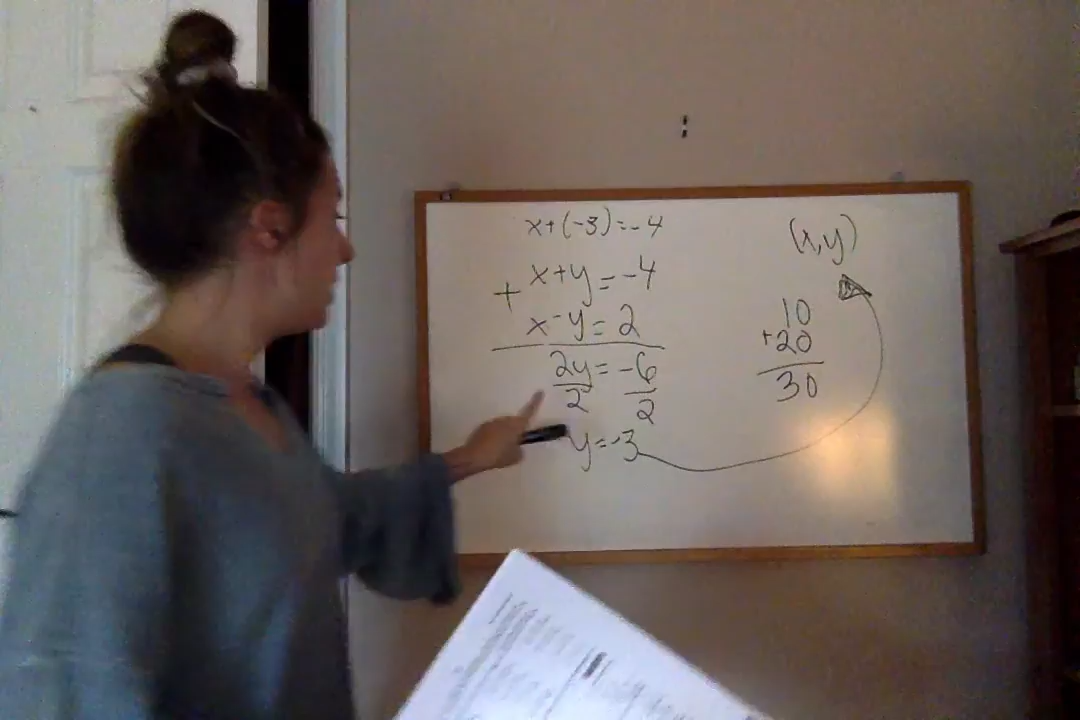 x+(-3)=-4
x+y=-4
+
x-y=2
2y=-6
2 2
y=-3
(x,y)
10
+20
30